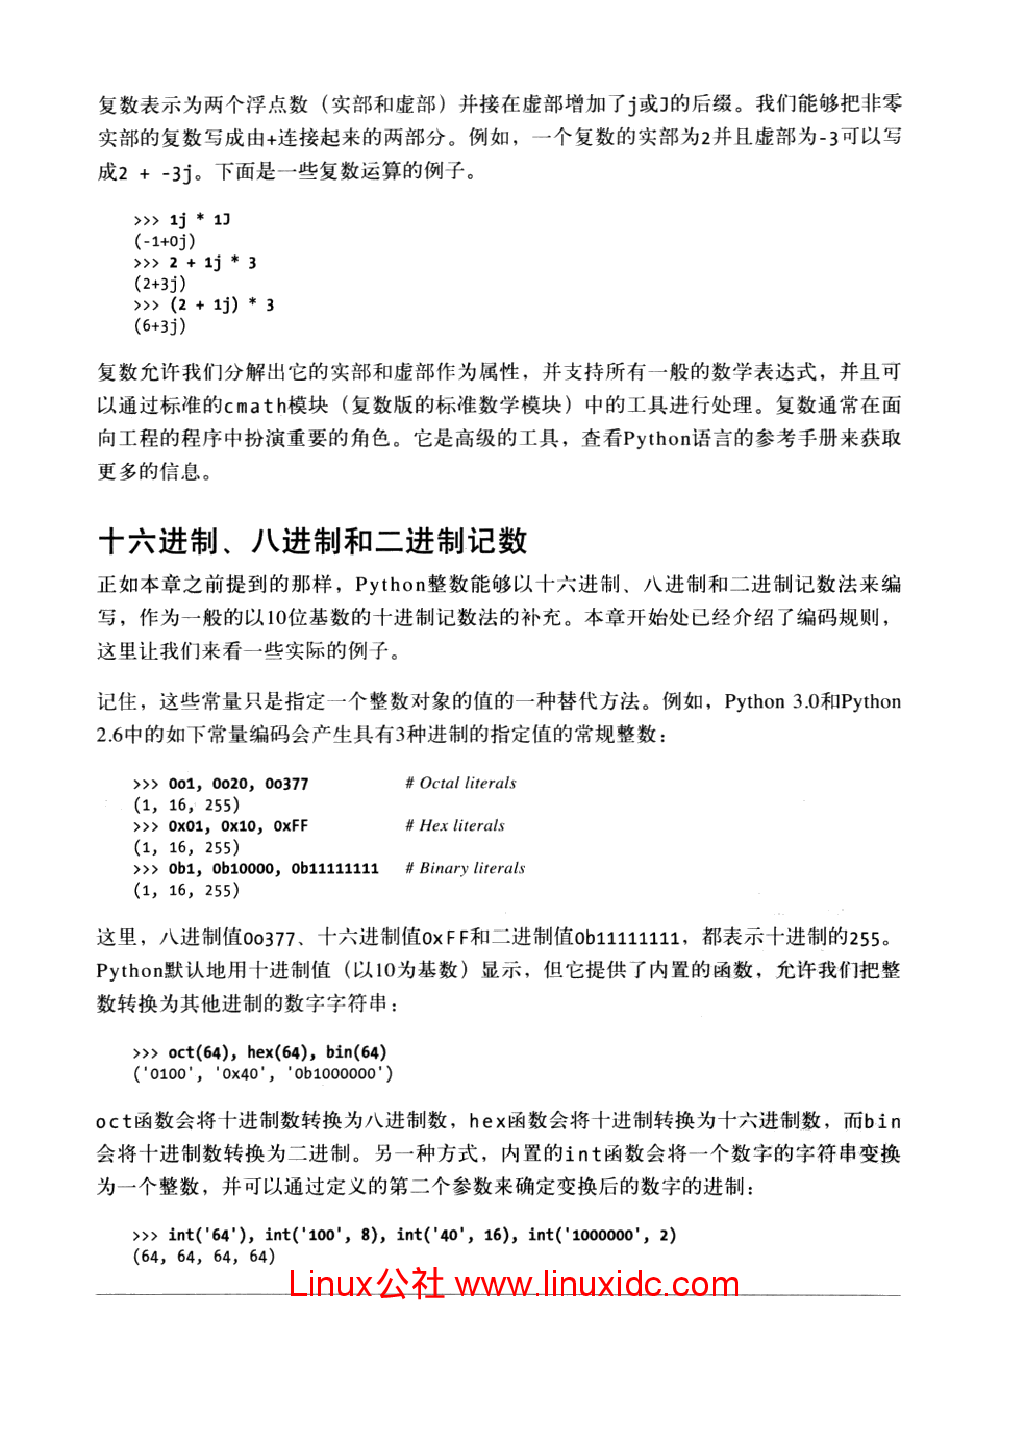 复数表示为两个浮点数（实部和虚部）并接在虚部增加了j或J的后缀。我们能够把非零
实部的复数写成由+连接起来的两部分。例如，一个复数的实部为2并且虚部为-3可以写
成2 + -3j。下面是一些复数运算的例子。
>>> 1j * 1J
(-1+0j)
>>> 2 + 1j * 3
(2+3j)
>>> (2 + 1j) * 3
(6+3j)
复数允许我们分解出它的实部和虚部作为属性，并支持所有一般的数学表达式，并且可
以通过标准的cmath模块（复数版的标准数学模块）中的工具进行处理。复数通常在面
向工程的程序中扮演重要的角色。它是高级的工具，查看Python语言的参考手册来获取
更多的信息。
十六进制、八进制和二进制记数
正如本章之前提到的那样，Python整数能够以十六进制、八进制和二进制记数法来编
写，作为一般的以10位基数的十进制记数法的补充。本章开始处已经介绍了编码规则，
这里让我们来看一些实际的例子。
记住，这些常量只是指定一个整数对象的值的一种替代方法。例如，Python 3.0和Python
2.6中的如下常量编码会产生具有3种进制的指定值的常规整数：
>>> 0o1, 0o20, 0o377 # Octal literals
(1, 16, 255)
>>> 0x01, 0x10, 0xFF # Hex literals
(1, 16, 255)
>>> 0b1, 0b10000, 0b11111111 # Binary literals
(1, 16, 255)
这里，八进制值0o377、十六进制值0xFF和二进制值0b11111111，都表示十进制的255。
Python默认地用十进制值（以10为基数）显示，但它提供了内置的函数，允许我们把整
数转换为其他进制的数字字符串：
>>> oct(64), hex(64), bin(64)
('0100', '0x40', '0b1000000')
oct函数会将十进制数转换为八进制数，hex函数会将十进制转换为十六进制数，而bin
会将十进制数转换为二进制。另一种方式，内置的int函数会将一个数字的字符串变换
为一个整数，并可以通过定义的第二个参数来确定变换后的数字的进制：
>>> int('64'), int('100', 8), int('40', 16), int('1000000', 2)
(64, 64, 64, 64)
Linux公社 www.linuxidc.com